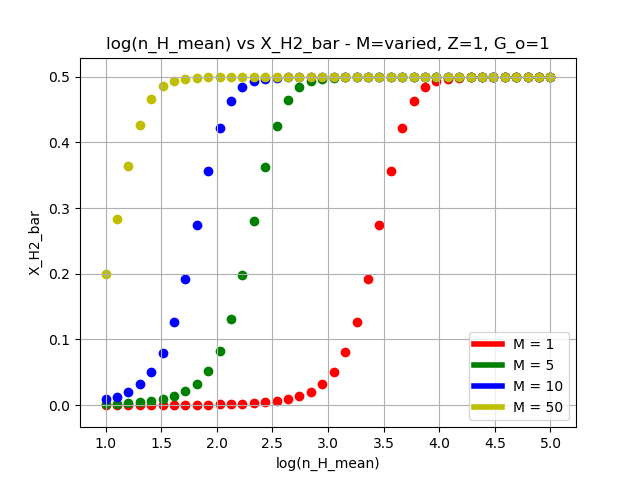 log(n_H_mean) vs X_H2_bar - M=varied, Z=1, G_o=1
X_H2_bar
0.5
0.4
0.3
0.2
0.1
0.0
1.0 1.5 2.0 2.5 3.0 3.5 4.0 4.5 5.0
log(n_H_mean)
M = 1
M = 5
M = 10
M = 50